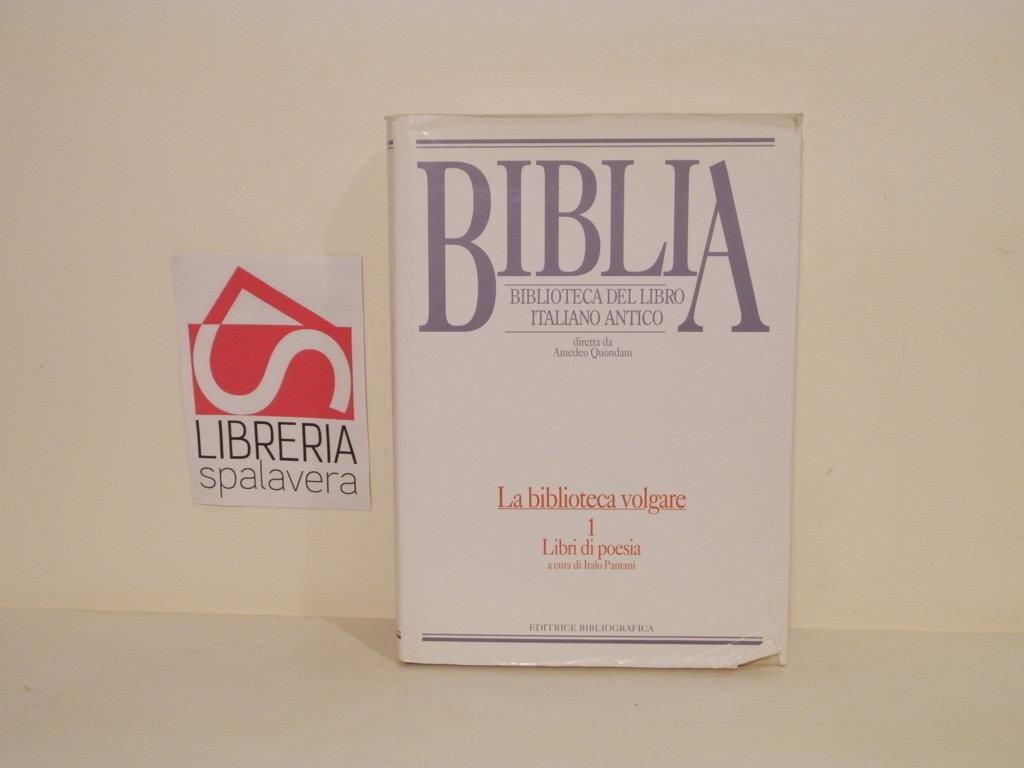 BIBLIA
BIBLIOTECA DEL LIBRO
ITALIANO ANTICO
diretta da
Amedeo Quondam
La biblioteca volgare
1
Libri di poesia
a cura di Italo Pantani
EDITRICE BIBLIOGRAFICA
LIBRERIA
spalavera